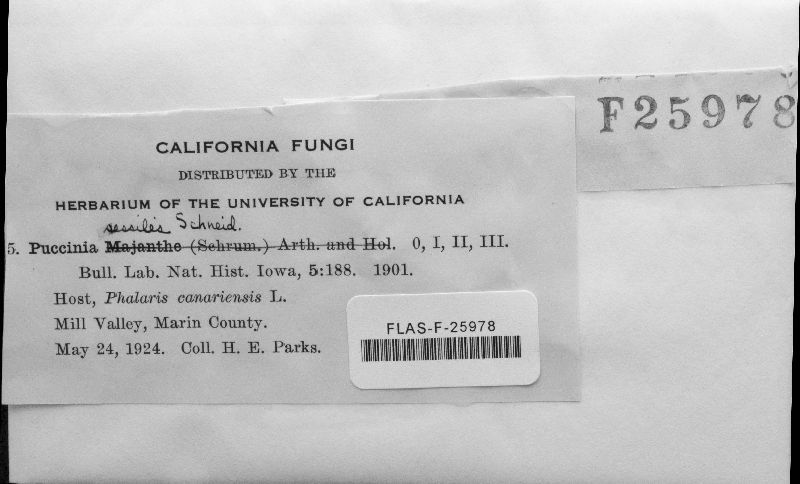 F25978
CALIFORNIA FUNGI
DISTRIBUTED BY THE
HERBARIUM OF THE UNIVERSITY OF CALIFORNIA
sessilis Schneid.
5. Puccinia Majanthe (Schrum.) Arth. and Hol. 0, I, II, III.
Bull. Lab. Nat. Hist. Iowa, 5:188. 1901.
Host, Phalaris canariensis L.
Mill Valley, Marin County.
May 24, 1924. Coll. H. E. Parks.
FLAS-F-25978